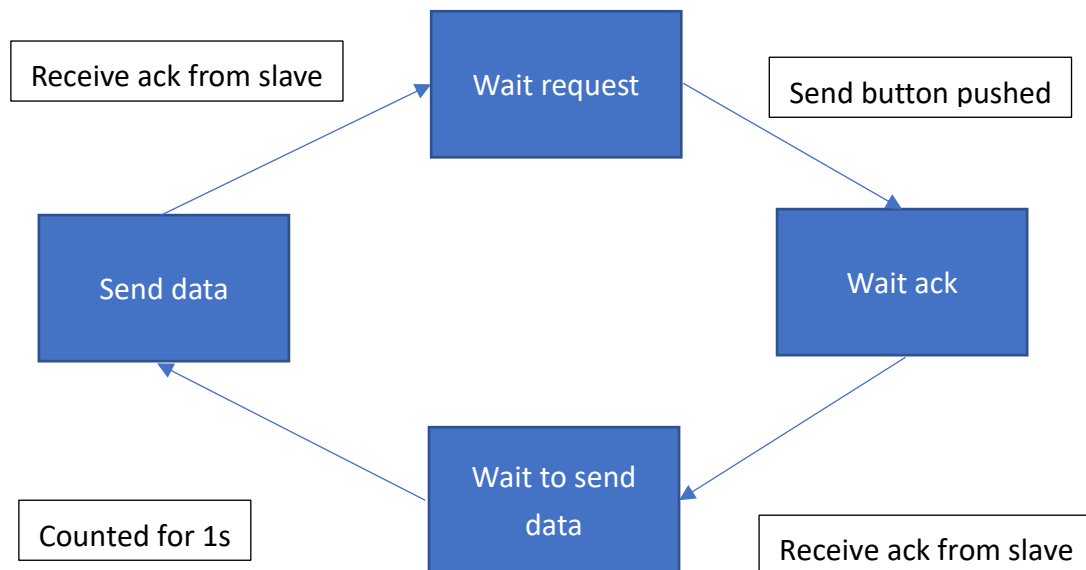 Receive ack from slave
Wait request
Send button pushed
Send data
Wait ack
Wait to send
data
Counted for 1s
Receive ack from slave